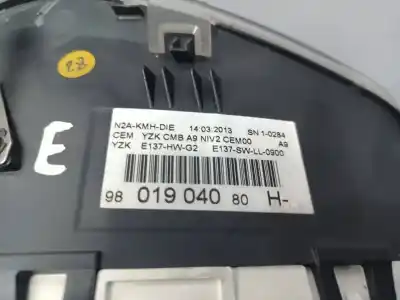 22
E
N2A-KMH-DIE 14:03:2013 SN 1-0284
CEM YZK CMB A9 NIV2 CEM00 A9
YZK E137-HW-G2 E137-SW-LL-0900
98 019 040 80 H-